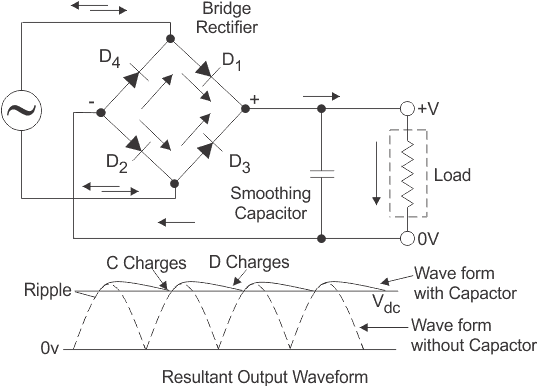 Bridge
Rectifier
D4
D1
-
+
+V
D2
D3
Smoothing
Capacitor
Load
0V
C Charges
D Charges
Ripple
Vdc
Wave form
with Capactor
Wave form
without Capactor
0v
Resultant Output Waveform